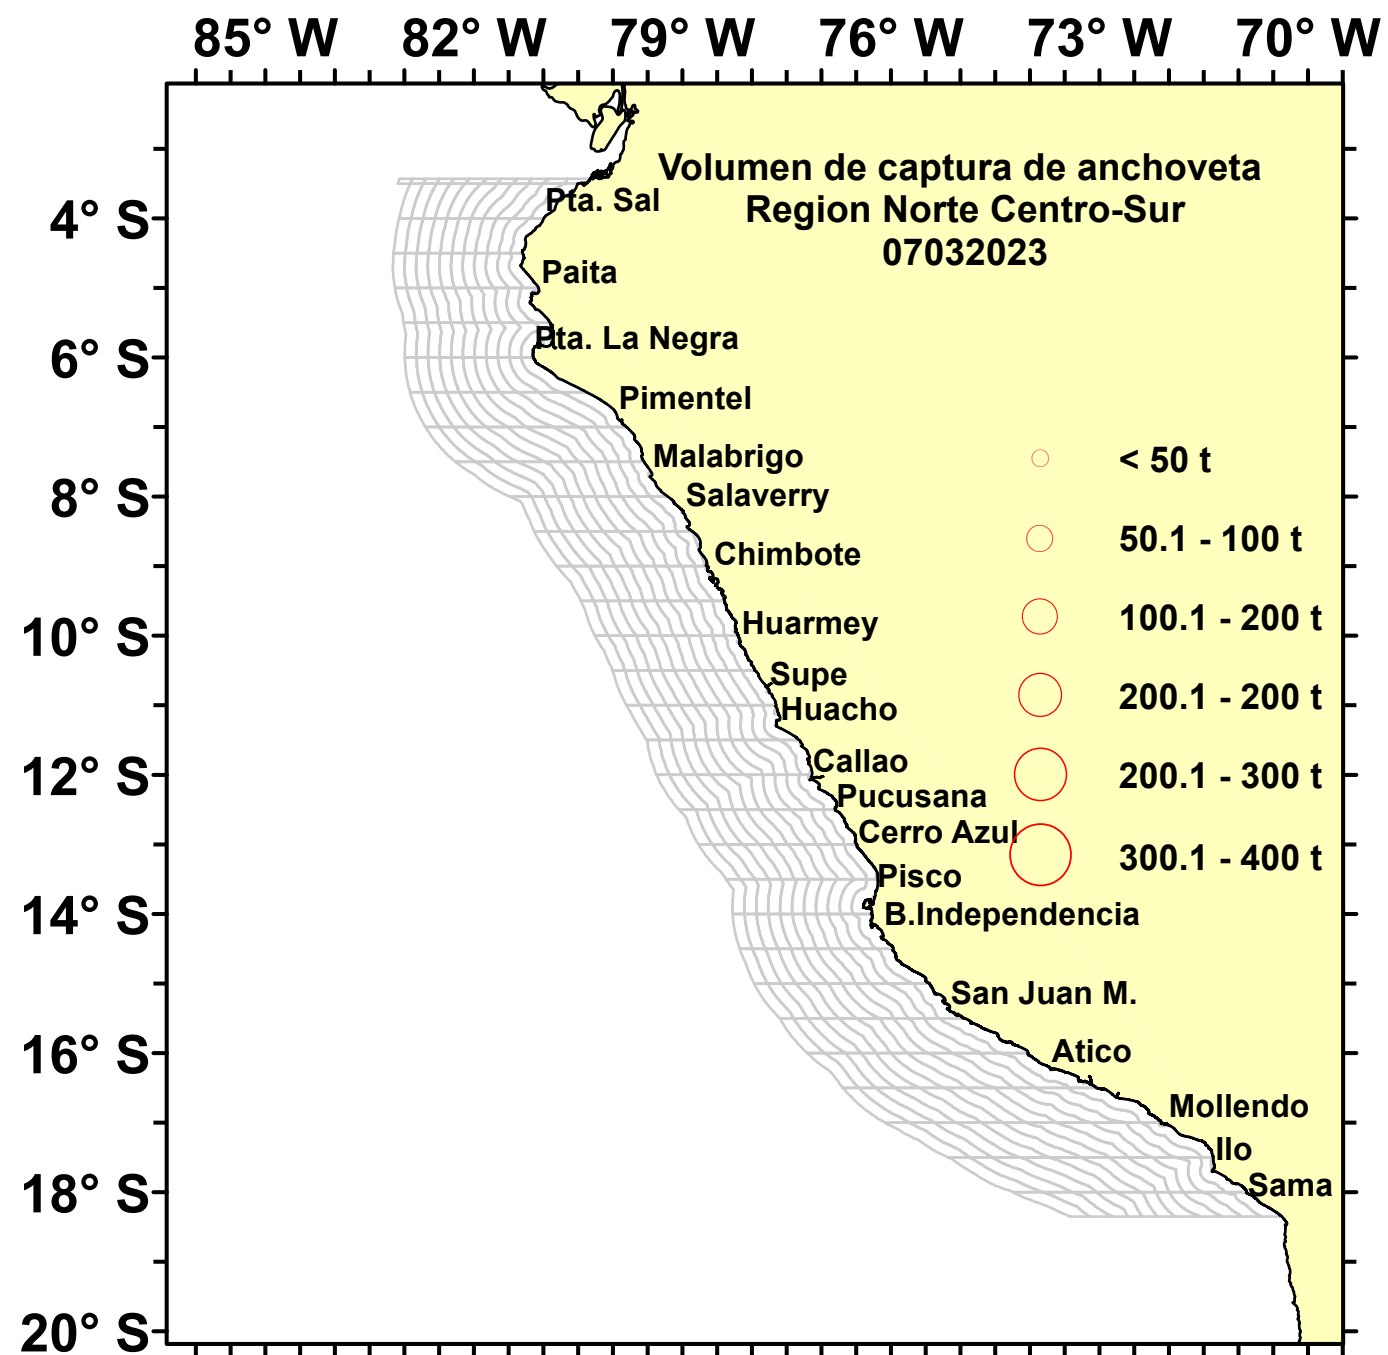 85° W 82° W 79° W 76° W 73° W 70° W
Volumen de captura de anchoveta
Region Norte Centro-Sur
07032023
4° S
6° S
8° S
10° S
12° S
14° S
16° S
18° S
20° S
Pta. Sal
Paita
Pta. La Negra
Pimentel
Malabrigo
Salaverry
Chimbote
Huarmey
Supe
Huacho
Callao
Pucusana
Cerro Azul
Pisco
B.Independencia
San Juan M.
Atico
Mollendo
Ilo
Sama
< 50 t
50.1 - 100 t
100.1 - 200 t
200.1 - 200 t
200.1 - 300 t
300.1 - 400 t